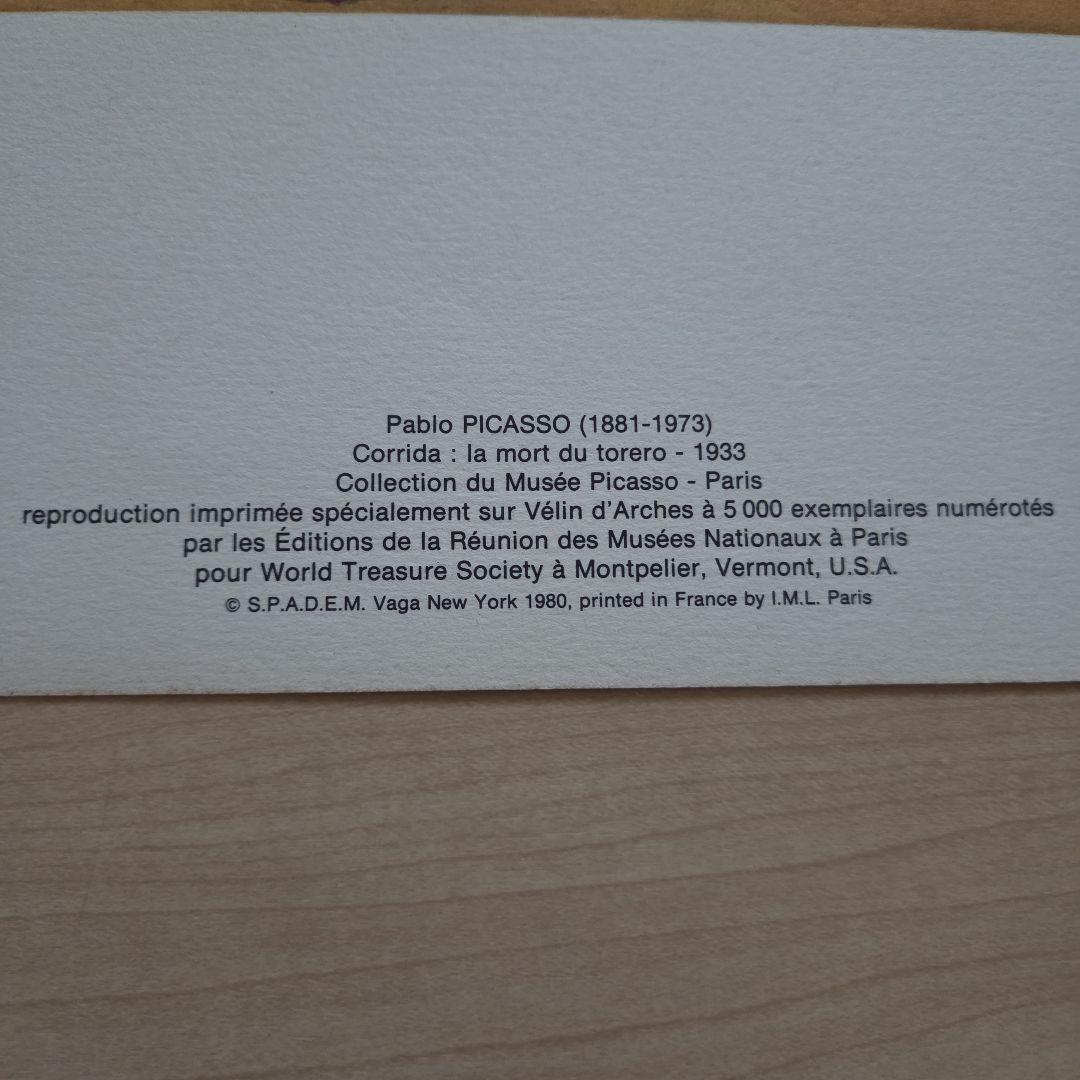 Pablo PICASSO (1881-1973)
Corrida : la mort du torero - 1933
Collection du Musée Picasso - Paris
reproduction imprimée spécialement sur Vélin d'Arches à 5 000 exemplaires numérotés
par les Éditions de la Réunion des Musées Nationaux à Paris
pour World Treasure Society à Montpelier, Vermont, U.S.A.
© S.P.A.D.E.M. Vaga New York 1980, printed in France by I.M.L. Paris